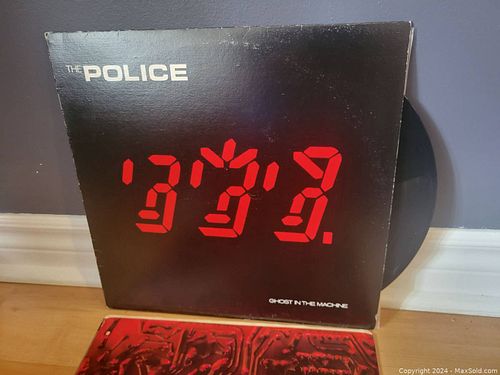 THE POLICE
GHOST IN THE MACHINE
Copyright 2024 - MaxSold.com